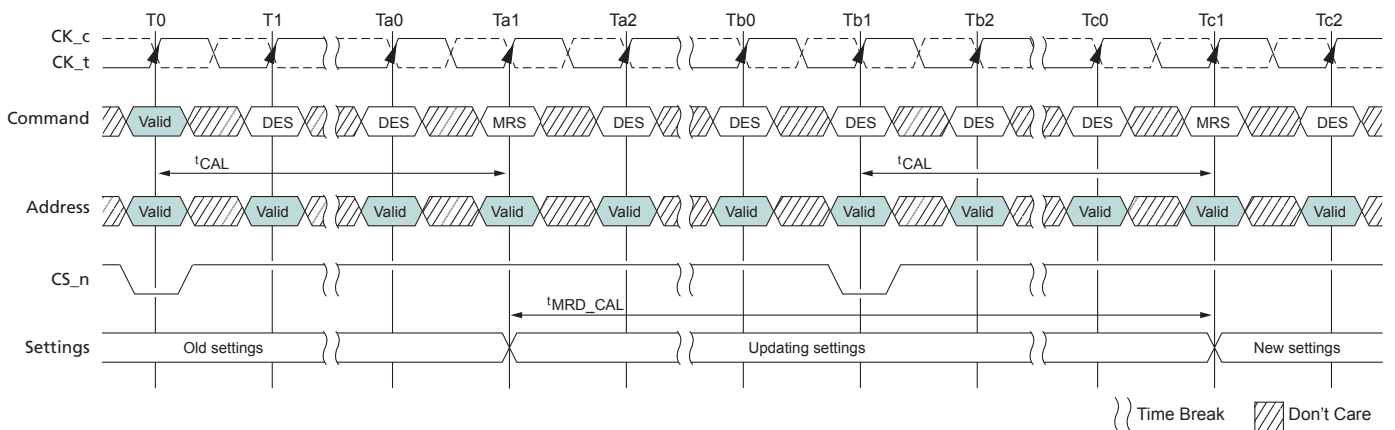 T0 T1 Ta0 Ta1 Ta2 Tb0 Tb1 Tb2 Tc0 Tc1 Tc2
CK_c
CK_t
Command Valid DES DES MRS DES DES DES DES DES MRS DES
tCAL tCAL
Address Valid Valid Valid Valid Valid Valid Valid Valid Valid Valid Valid
CS_n
tMRD_CAL
Settings Old settings Updating settings New settings
Time Break Don't Care